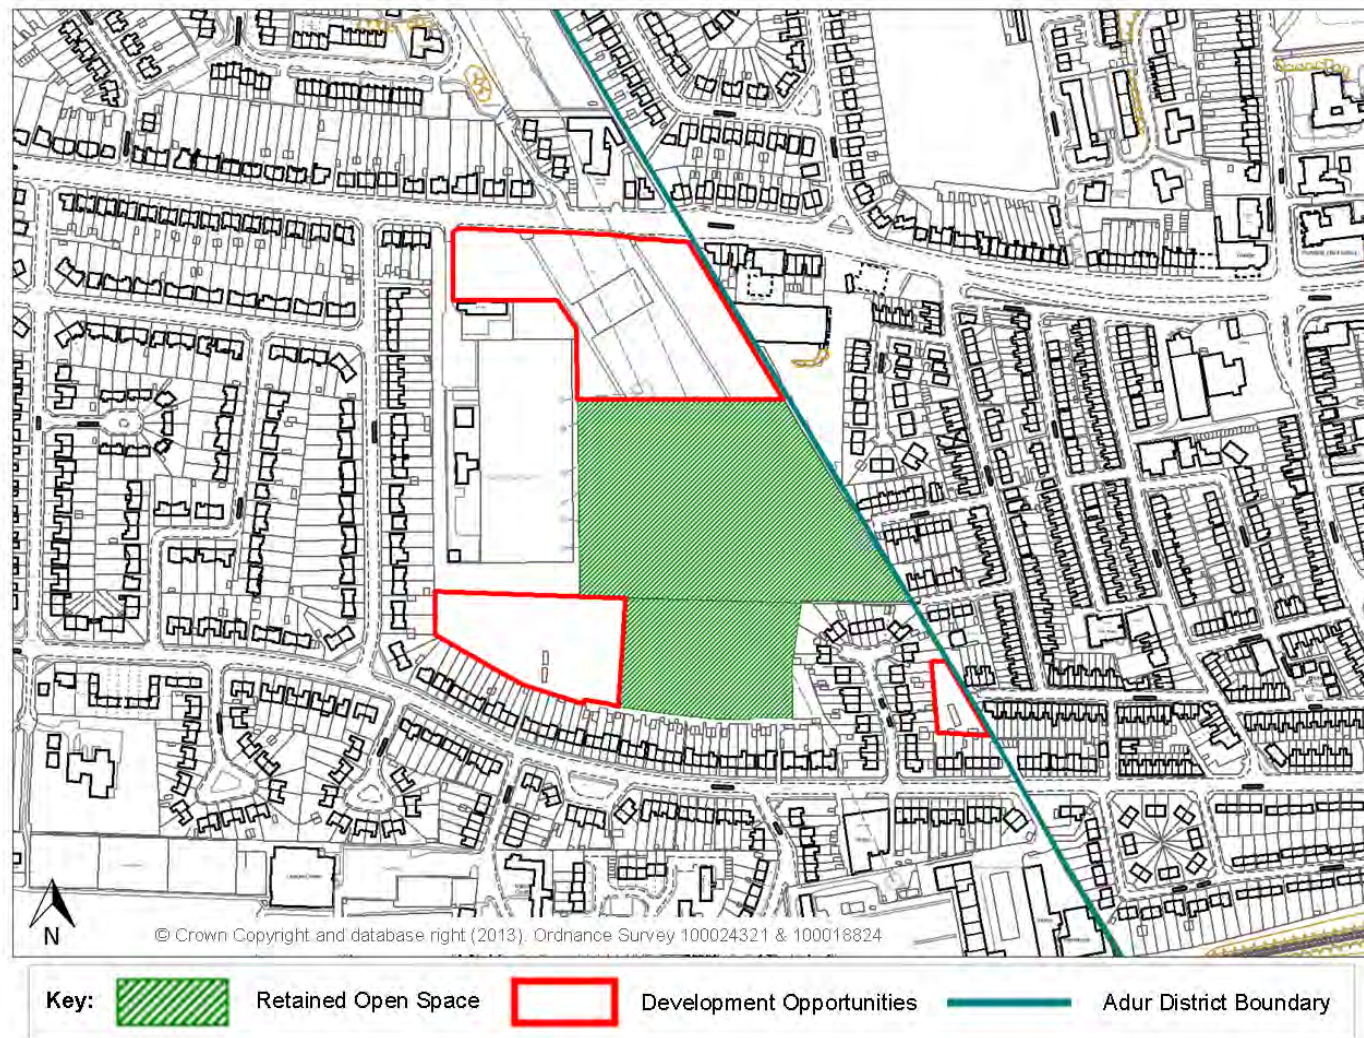 N
© Crown Copyright and database right (2013). Ordnance Survey 100024321 & 100018824
Key:
Retained Open Space
Development Opportunities
Adur District Boundary